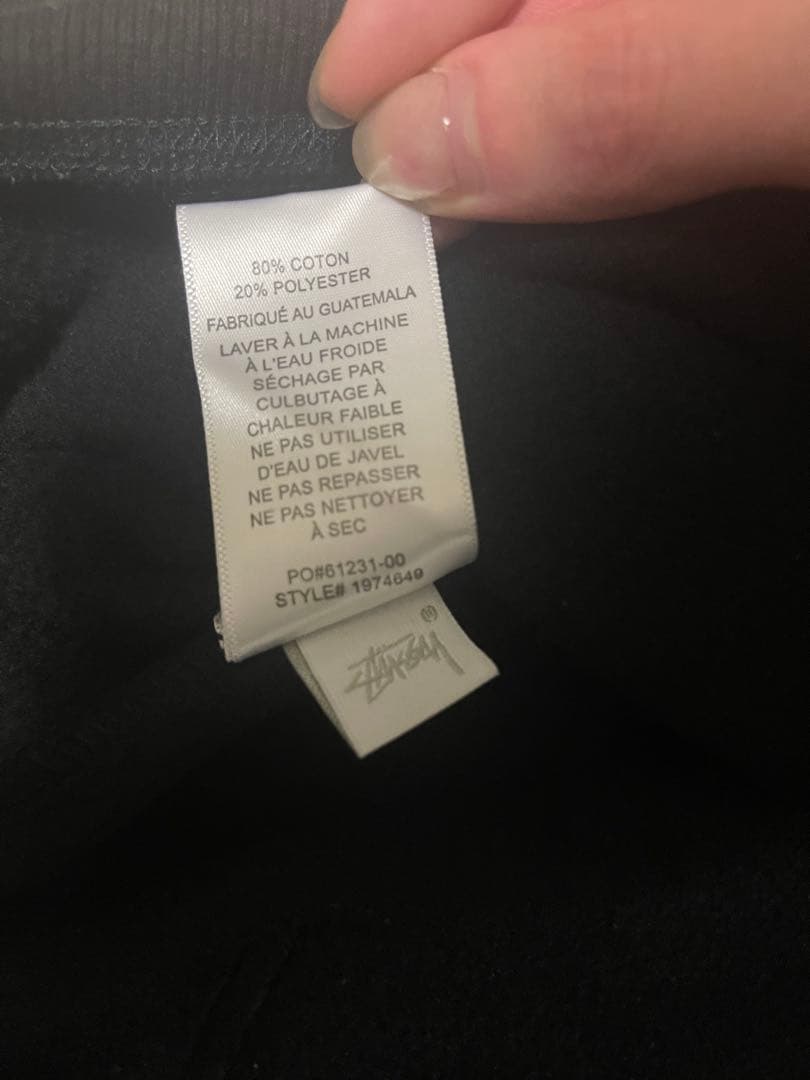 80% COTON
20% POLYESTER
FABRIQUÉ AU GUATEMALA
LAVER À LA MACHINE
À L'EAU FROIDE
SÉCHAGE PAR
CULBUTAGE À
CHALEUR FAIBLE
NE PAS UTILISER
D'EAU DE JAVEL
NE PAS REPASSER
NE PAS NETTOYER
À SEC
PO#61231-00
STYLE# 1974649
Stüssy ®